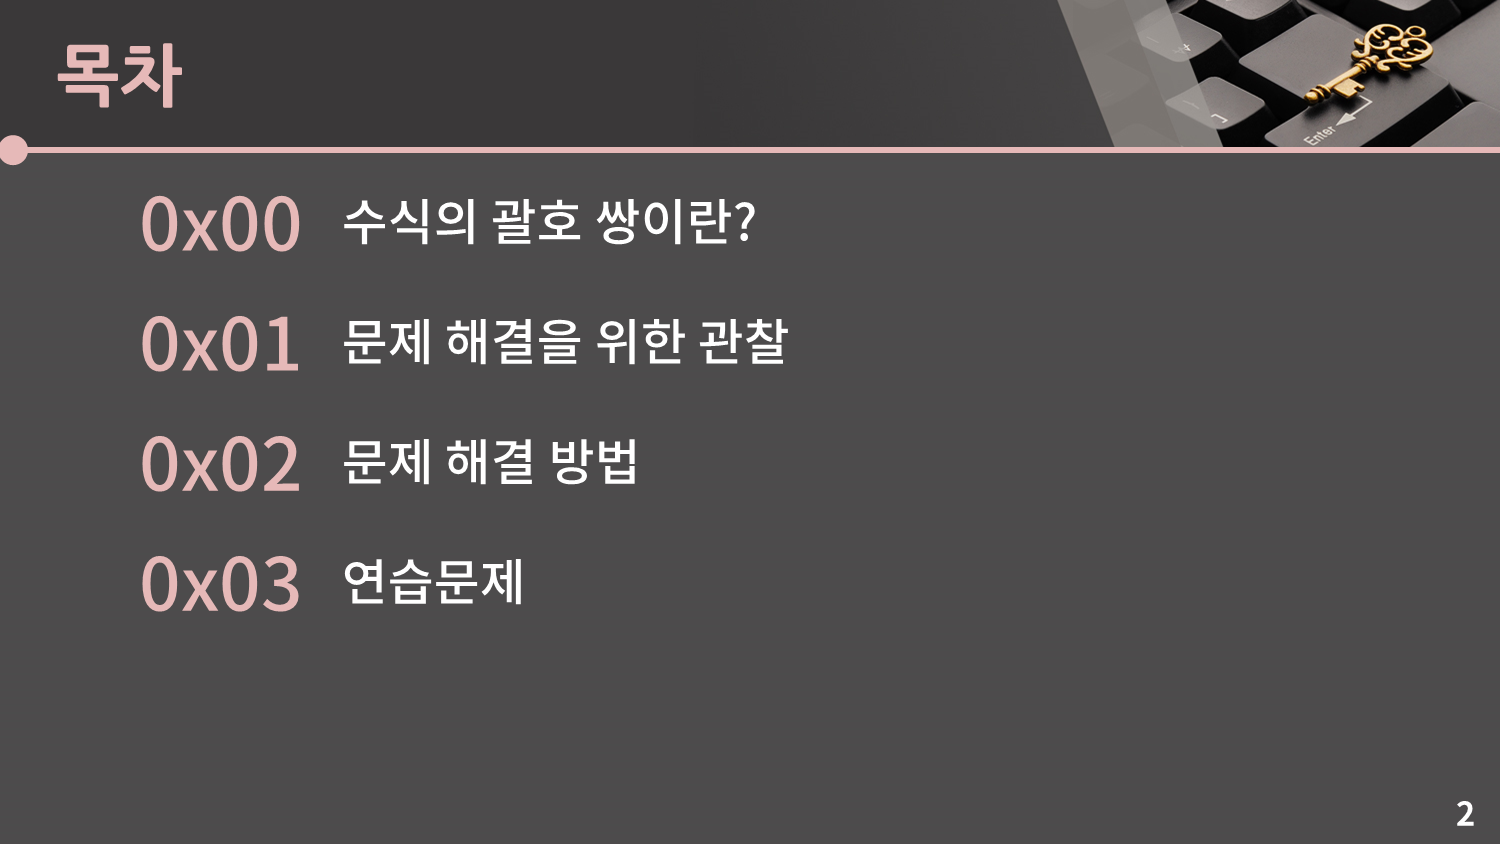 목차
Enter
0x00 수식의 괄호 쌍이란?
0x01 문제 해결을 위한 관찰
0x02 문제 해결 방법
0x03 연습문제
2